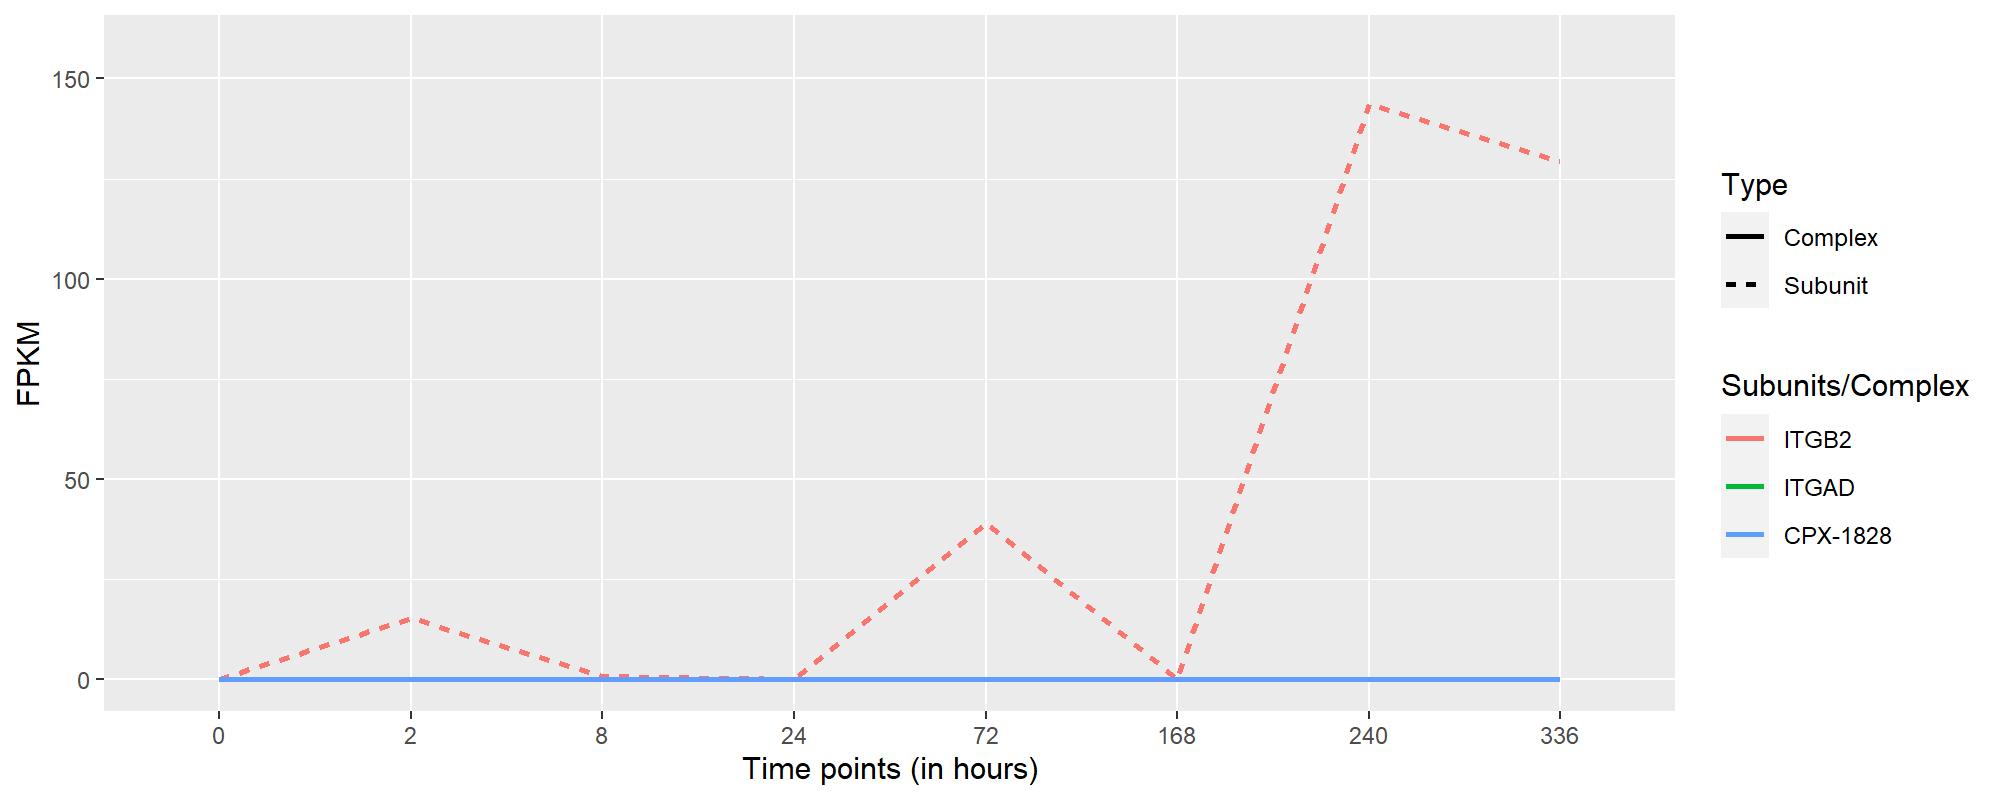 150
100
50
0
FPKM
0 2 8 24 72 168 240 336
Time points (in hours)
Type
Complex
Subunit
Subunits/Complex
ITGB2
ITGAD
CPX-1828